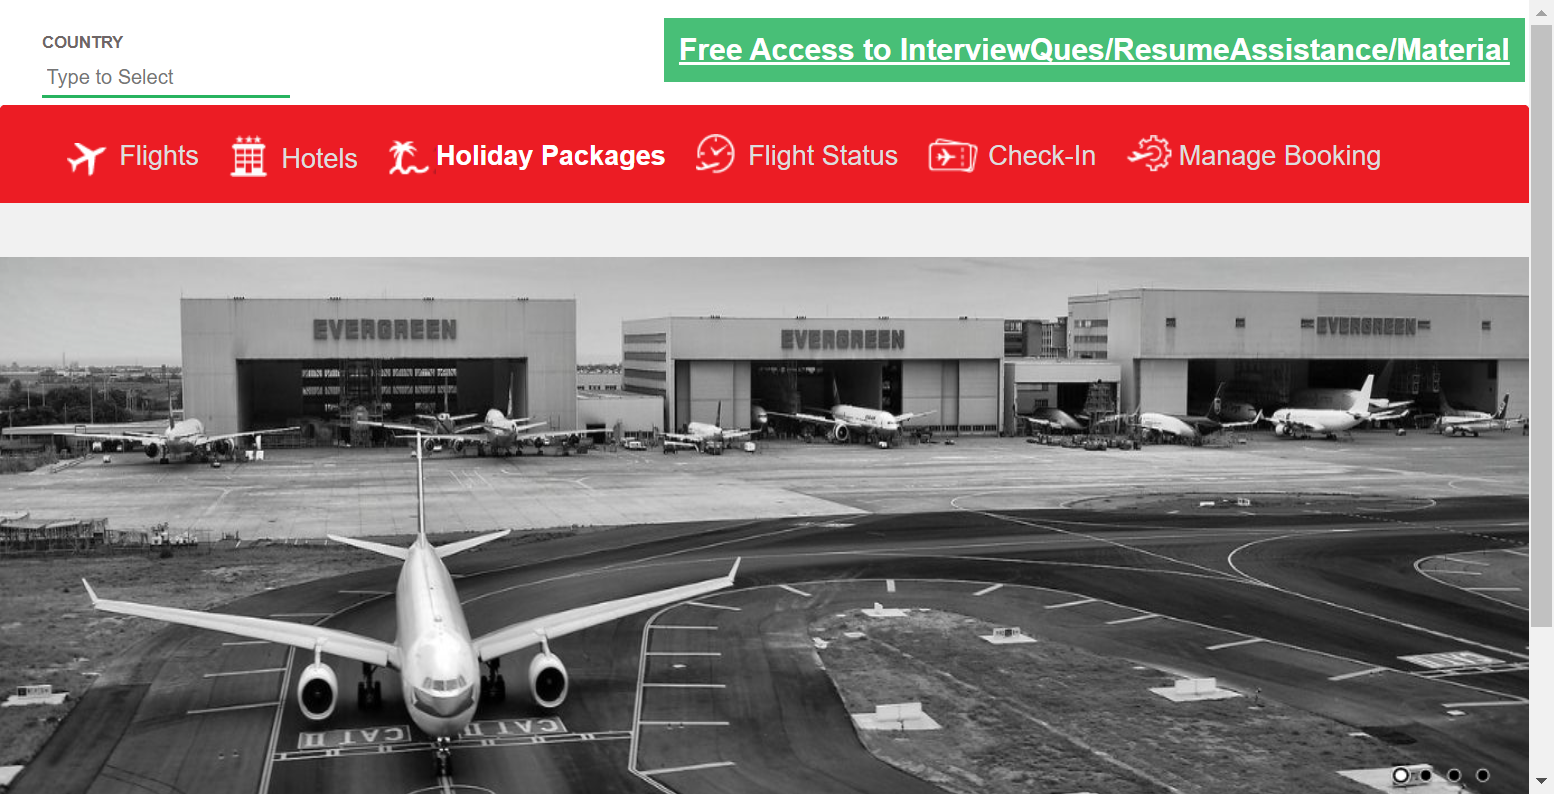 COUNTRY
Type to Select
Free Access to InterviewQues/ResumeAssistance/Material
Flights
Hotels
Holiday Packages
Flight Status
Check-In
Manage Booking
EVERGREEN
EVERGREEN
EVERGREEN
CAT II
CAT II